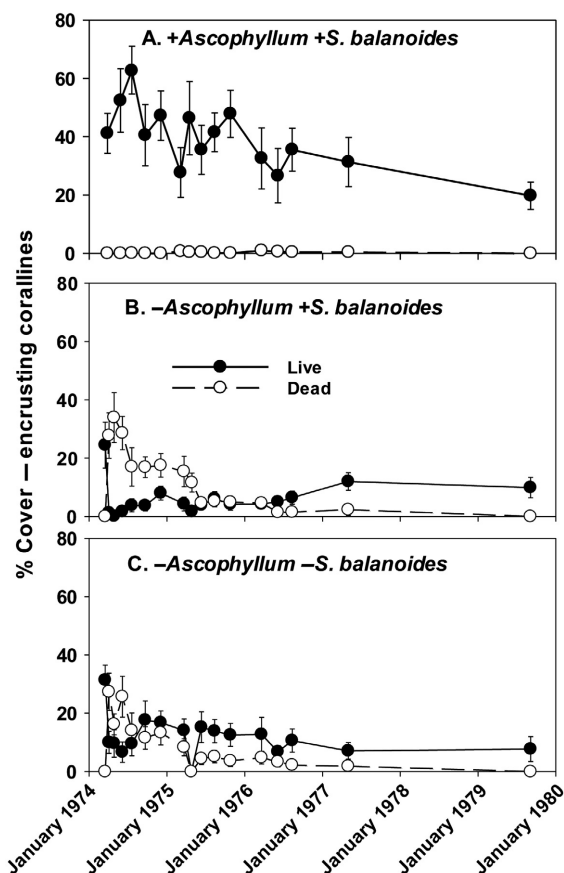 80
A. +Ascophyllum +S. balanoides
60
40
20
0
80
B. –Ascophyllum +S. balanoides
60
Live
Dead
40
20
0
80
C. –Ascophyllum –S. balanoides
60
40
20
0
% Cover — encrusting corallines
January 1974
January 1975
January 1976
January 1977
January 1978
January 1979
January 1980